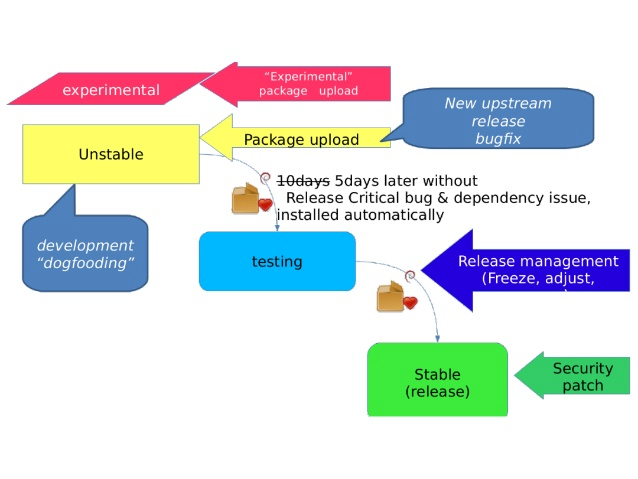 experimental
“Experimental”
package upload
New upstream
release
bugfix
Package upload
Unstable
10days 5days later without
Release Critical bug & dependency issue,
installed automatically
development
“dogfooding”
testing
Release management
(Freeze, adjust,
Stable
(release)
Security
patch